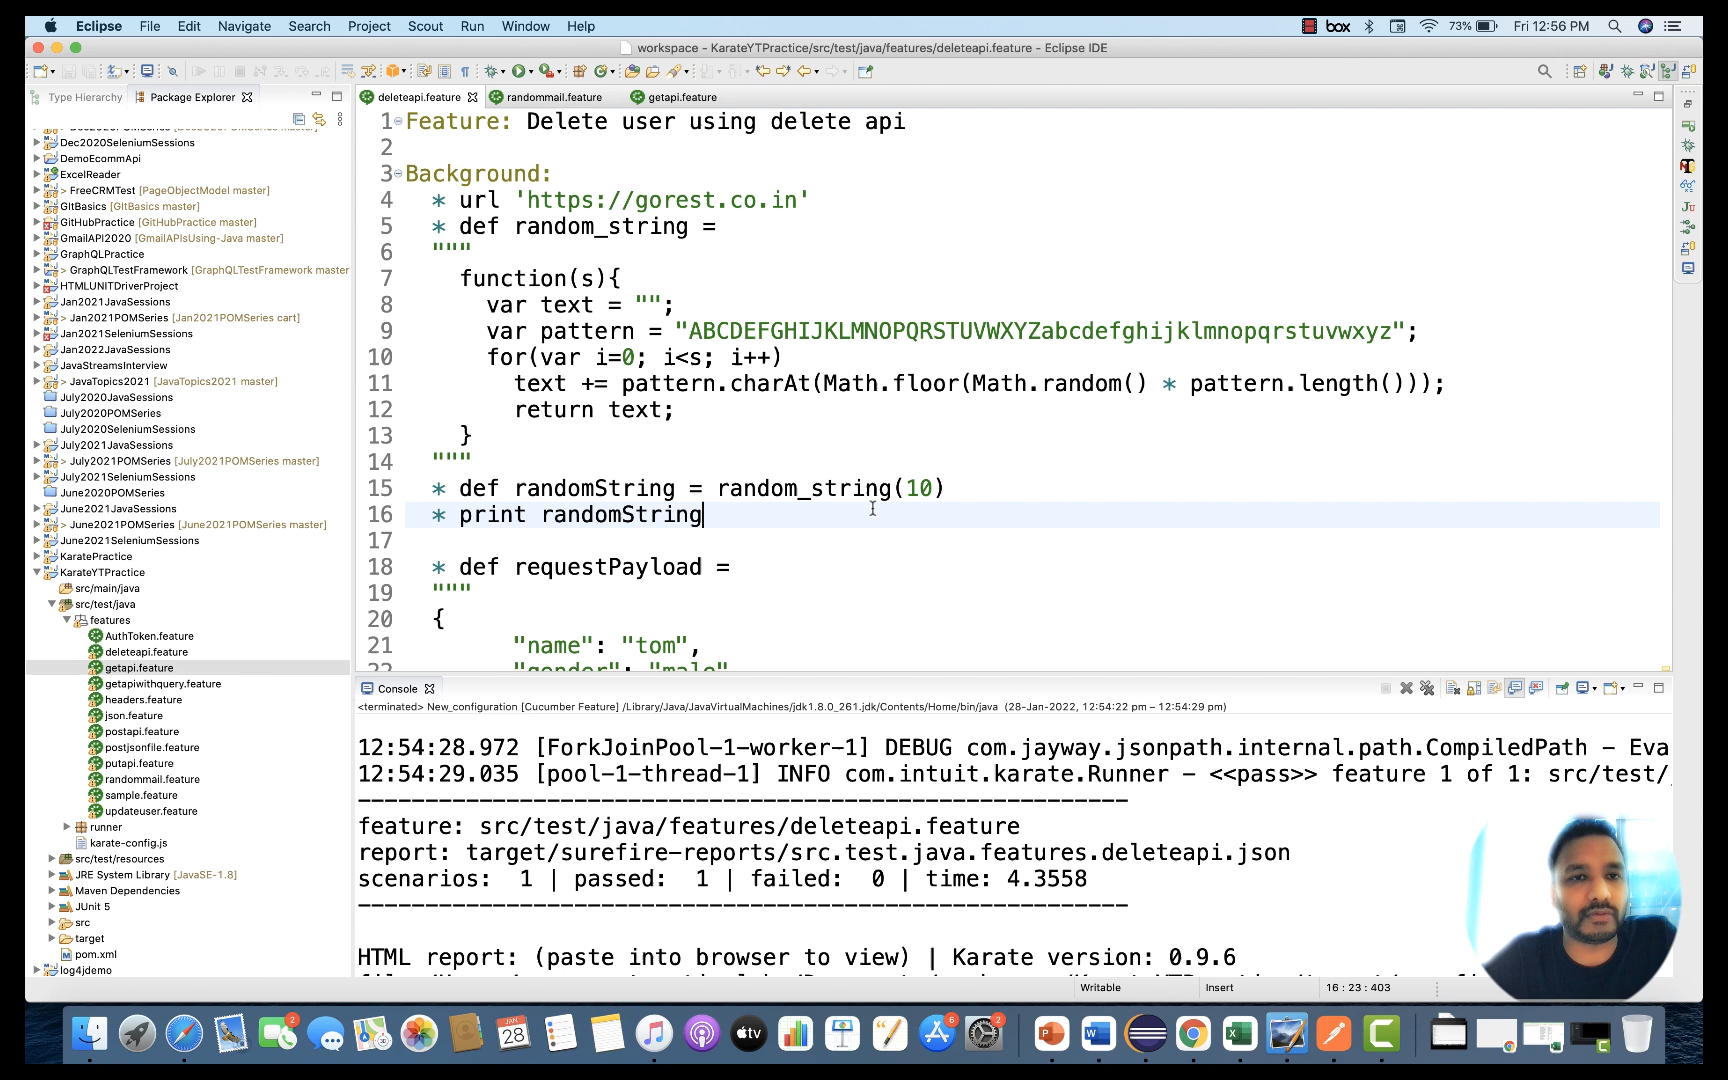 Eclipse File Edit Navigate Search Project Scout Run Window Help box 73% Fri 12:56 PM
workspace - KarateYTPractice/src/test/java/features/deleteapi.feature - Eclipse IDE
Type Hierarchy Package Explorer
deleteapi.feature randommail.feature getapi.feature
Dec2020SeleniumSessions
DemoEcommApi
ExcelReader
> FreeCRMTest [PageObjectModel master]
GItBasics [GItBasics master]
GitHubPractice [GitHubPractice master]
GmailAPI2020 [GmailAPIsUsing-Java master]
GraphQLPractice
> GraphQLTestFramework [GraphQLTestFramework master
HTMLUNITDriverProject
Jan2021JavaSessions
> Jan2021POMSeries [Jan2021POMSeries cart]
Jan2021SeleniumSessions
Jan2022JavaSessions
JavaStreamsInterview
> JavaTopics2021 [JavaTopics2021 master]
July2020JavaSessions
July2020POMSeries
July2020SeleniumSessions
July2021JavaSessions
> July2021POMSeries [July2021POMSeries master]
July2021SeleniumSessions
June2020POMSeries
June2021JavaSessions
> June2021POMSeries [June2021POMSeries master]
June2021SeleniumSessions
KaratePractice
KarateYTPractice
src/main/java
src/test/java
features
AuthToken.feature
deleteapi.feature
getapi.feature
getapiwithquery.feature
headers.feature
json.feature
postapi.feature
postjsonfile.feature
putapi.feature
randommail.feature
sample.feature
updateuser.feature
runner
karate-config.js
src/test/resources
JRE System Library [JavaSE-1.8]
Maven Dependencies
JUnit 5
src
target
pom.xml
log4jdemo
1 Feature: Delete user using delete api
2
3 Background:
4 * url 'https://gorest.co.in'
5 * def random_string =
6 """
7 function(s){
8 var text = "";
9 var pattern = "ABCDEFGHIJKLMNOPQRSTUVWXYZabcdefghijklmnopqrstuvwxyz";
10 for(var i=0; i<s; i++)
11 text += pattern.charAt(Math.floor(Math.random() * pattern.length()));
12 return text;
13 }
14 """
15 * def randomString = random_string(10)
16 * print randomString
17
18 * def requestPayload =
19 """
20 {
21 "name": "tom",
22 "gender": "male"
Console
<terminated> New_configuration [Cucumber Feature] /Library/Java/JavaVirtualMachines/jdk1.8.0_261.jdk/Contents/Home/bin/java (28-Jan-2022, 12:54:22 pm – 12:54:29 pm)
12:54:28.972 [ForkJoinPool-1-worker-1] DEBUG com.jayway.jsonpath.internal.path.CompiledPath - Eva
12:54:29.035 [pool-1-thread-1] INFO com.intuit.karate.Runner - <<pass>> feature 1 of 1: src/test/
---------------------------------------------------------
feature: src/test/java/features/deleteapi.feature
report: target/surefire-reports/src.test.java.features.deleteapi.json
scenarios: 1 | passed: 1 | failed: 0 | time: 4.3558
---------------------------------------------------------
HTML report: (paste into browser to view) | Karate version: 0.9.6
Writable Insert 16 : 23 : 403
2 JAN 28 tv 6 2